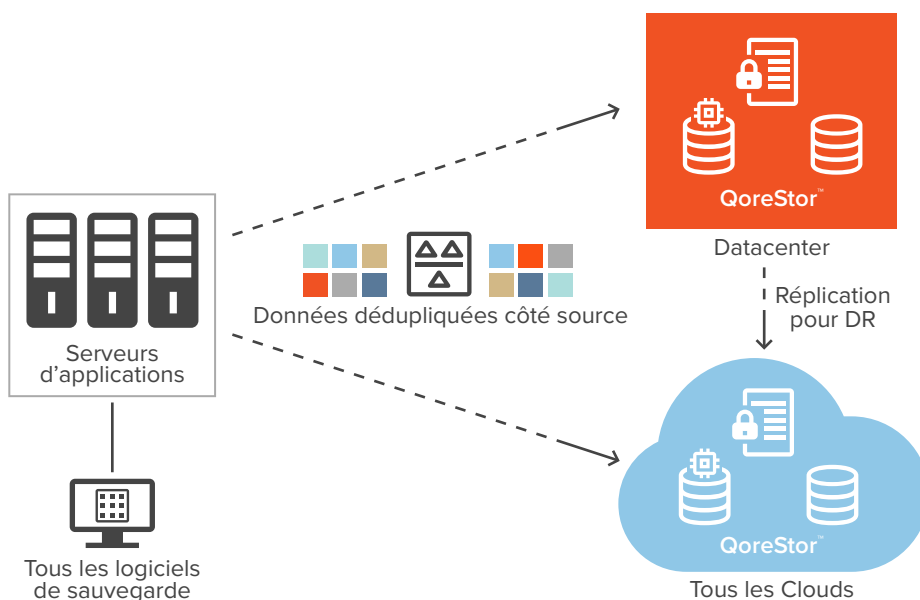 QoreStor™
Datacenter
Réplication
pour DR
Données dédupliquées côté source
Serveurs
d’applications
QoreStor™
Tous les logiciels
de sauvegarde
Tous les Clouds